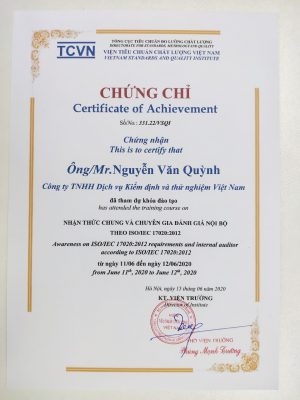 TỔNG CỤC TIÊU CHUẨN ĐO LƯỜNG CHẤT LƯỢNG
DIRECTORATE FOR STANDARDS, METROLOGY AND QUALITY
VIỆN TIÊU CHUẨN CHẤT LƯỢNG VIỆT NAM
VIETNAM STANDARDS AND QUALITY INSTITUTE
TCVN
CHỨNG CHỈ
Certificate of Achievement
Số/No.: 331.22/VSQI
Chứng nhận
This is to certify that
Ông/Mr.Nguyễn Văn Quỳnh
Công ty TNHH Dịch vụ Kiểm định và thử nghiệm Việt Nam
đã tham dự khóa đào tạo
has attended the training course on
NHẬN THỨC CHUNG VÀ CHUYÊN GIA ĐÁNH GIÁ NỘI BỘ
THEO ISO/IEC 17020:2012
Awareness on ISO/IEC 17020:2012 requirements and internal auditor
according to ISO/IEC 17020:2012
từ ngày 11/06 đến ngày 12/06/2020
from June 11th, 2020 to June 12th, 2020
Hà Nội, ngày 15 tháng 06 năm 2020
KT. VIỆN TRƯỞNG
Director of Institute
PHÓ VIỆN TRƯỞNG
Phùng Mạnh Trường